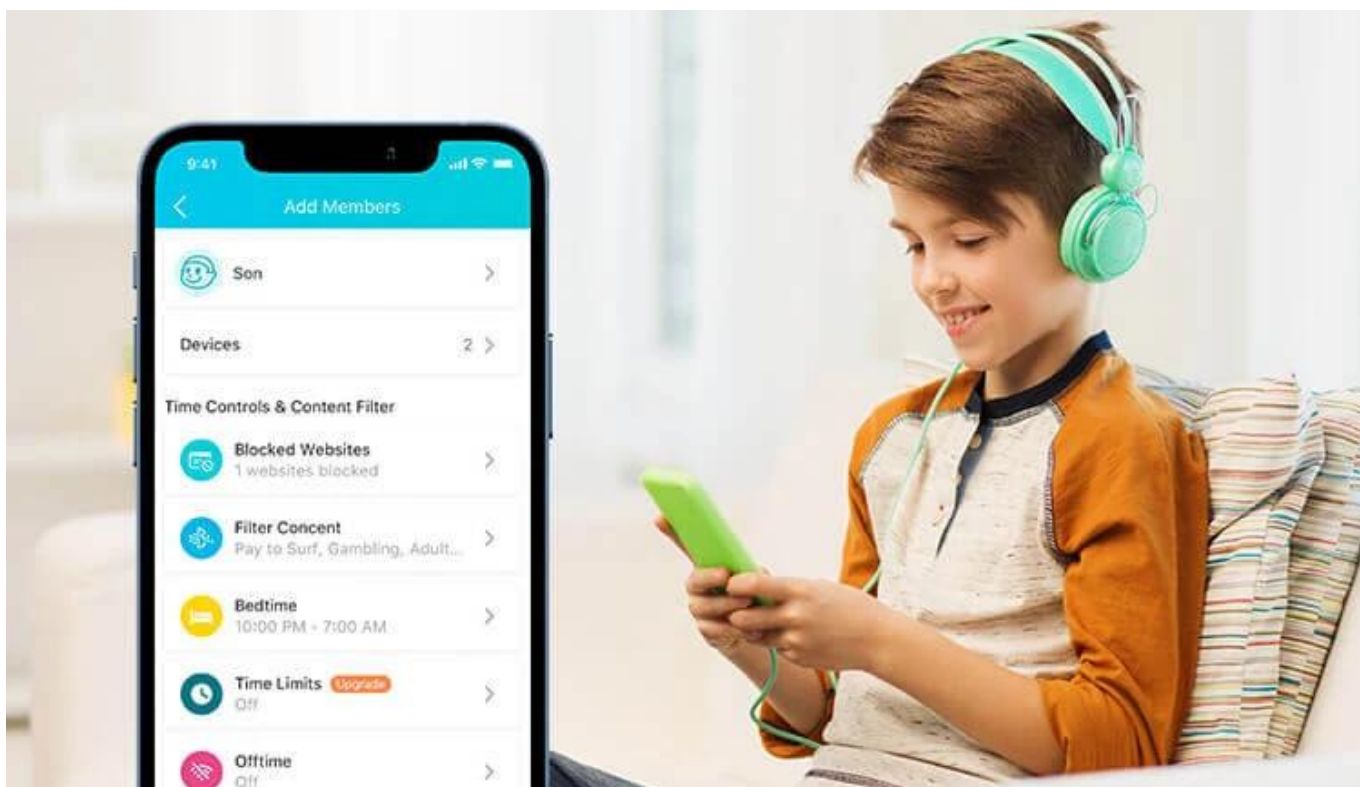 9:41
Add Members
Son
Devices 2
Time Controls & Content Filter
Blocked Websites
1 websites blocked
Filter Concent
Pay to Surf, Gambling, Adult...
Bedtime
10:00 PM - 7:00 AM
Time Limits Upgrade
Off
Offtime
Off